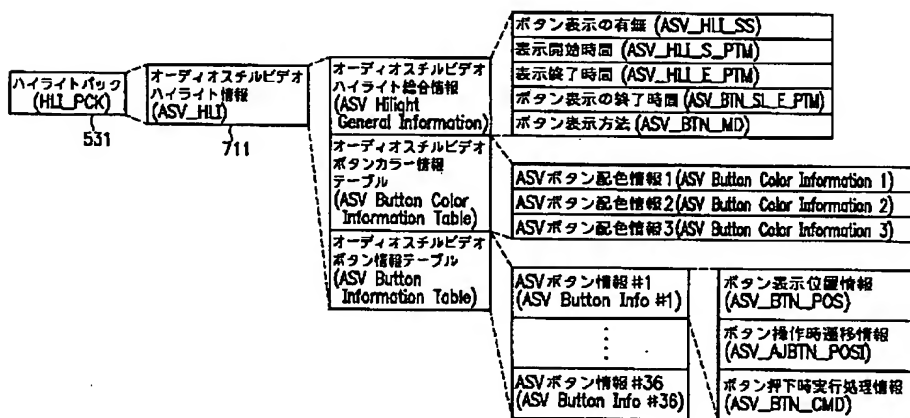 ハイライトパック
(HLI_PCK)
531
オーディオスチルビデオ
ハイライト情報
(ASV_HLI)
711
オーディオスチルビデオ
ハイライト総合情報
(ASV Hilight
General Information)
オーディオスチルビデオ
ボタンカラー情報
テーブル
(ASV Button Color
Information Table)
オーディオスチルビデオ
ボタン情報テーブル
(ASV Button
Information Table)
ボタン表示の有無 (ASV_HLI_SS)
表示開始時間 (ASV_HLI_S_PTM)
表示終了時間 (ASV_HLI_E_PTM)
ボタン表示の終了時間 (ASV_BTN_SL_E_PTM)
ボタン表示方法 (ASV_BTN_MD)
ASVボタン配色情報1(ASV Button Color Information 1)
ASVボタン配色情報2(ASV Button Color Information 2)
ASVボタン配色情報3(ASV Button Color Information 3)
ASVボタン情報#1
(ASV Button Info #1)
⋮
ASVボタン情報#36
(ASV Button Info #36)
ボタン表示位置情報
(ASV_BTN_POS)
ボタン操作時遷移情報
(ASV_AJBTN_POSI)
ボタン押下時実行処理情報
(ASV_BTN_CMD)